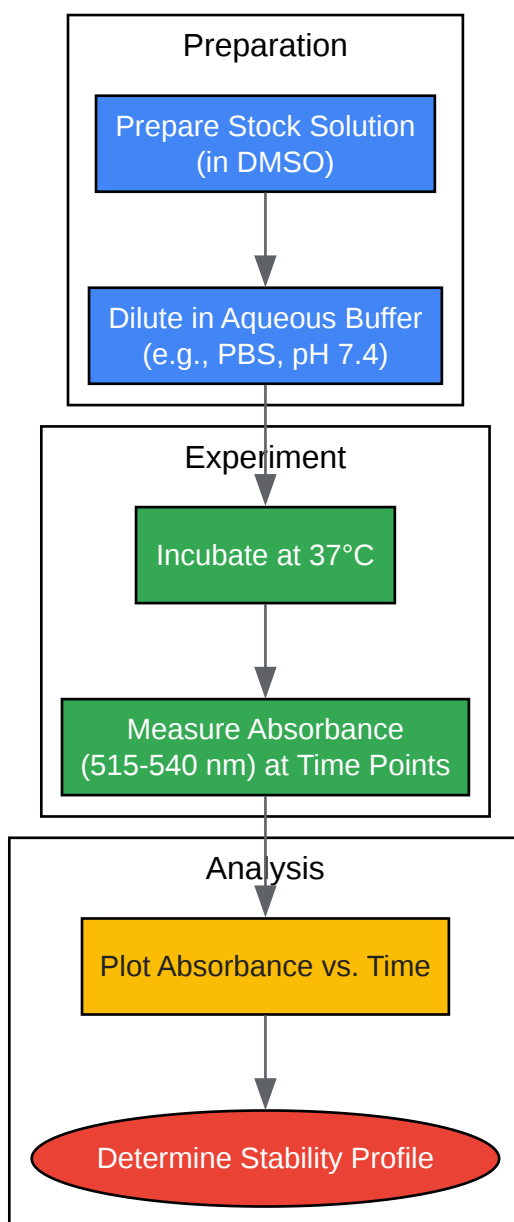 Preparation
Prepare Stock Solution
(in DMSO)
Dilute in Aqueous Buffer
(e.g., PBS, pH 7.4)
Experiment
Incubate at 37°C
Measure Absorbance
(515-540 nm) at Time Points
Analysis
Plot Absorbance vs. Time
Determine Stability Profile